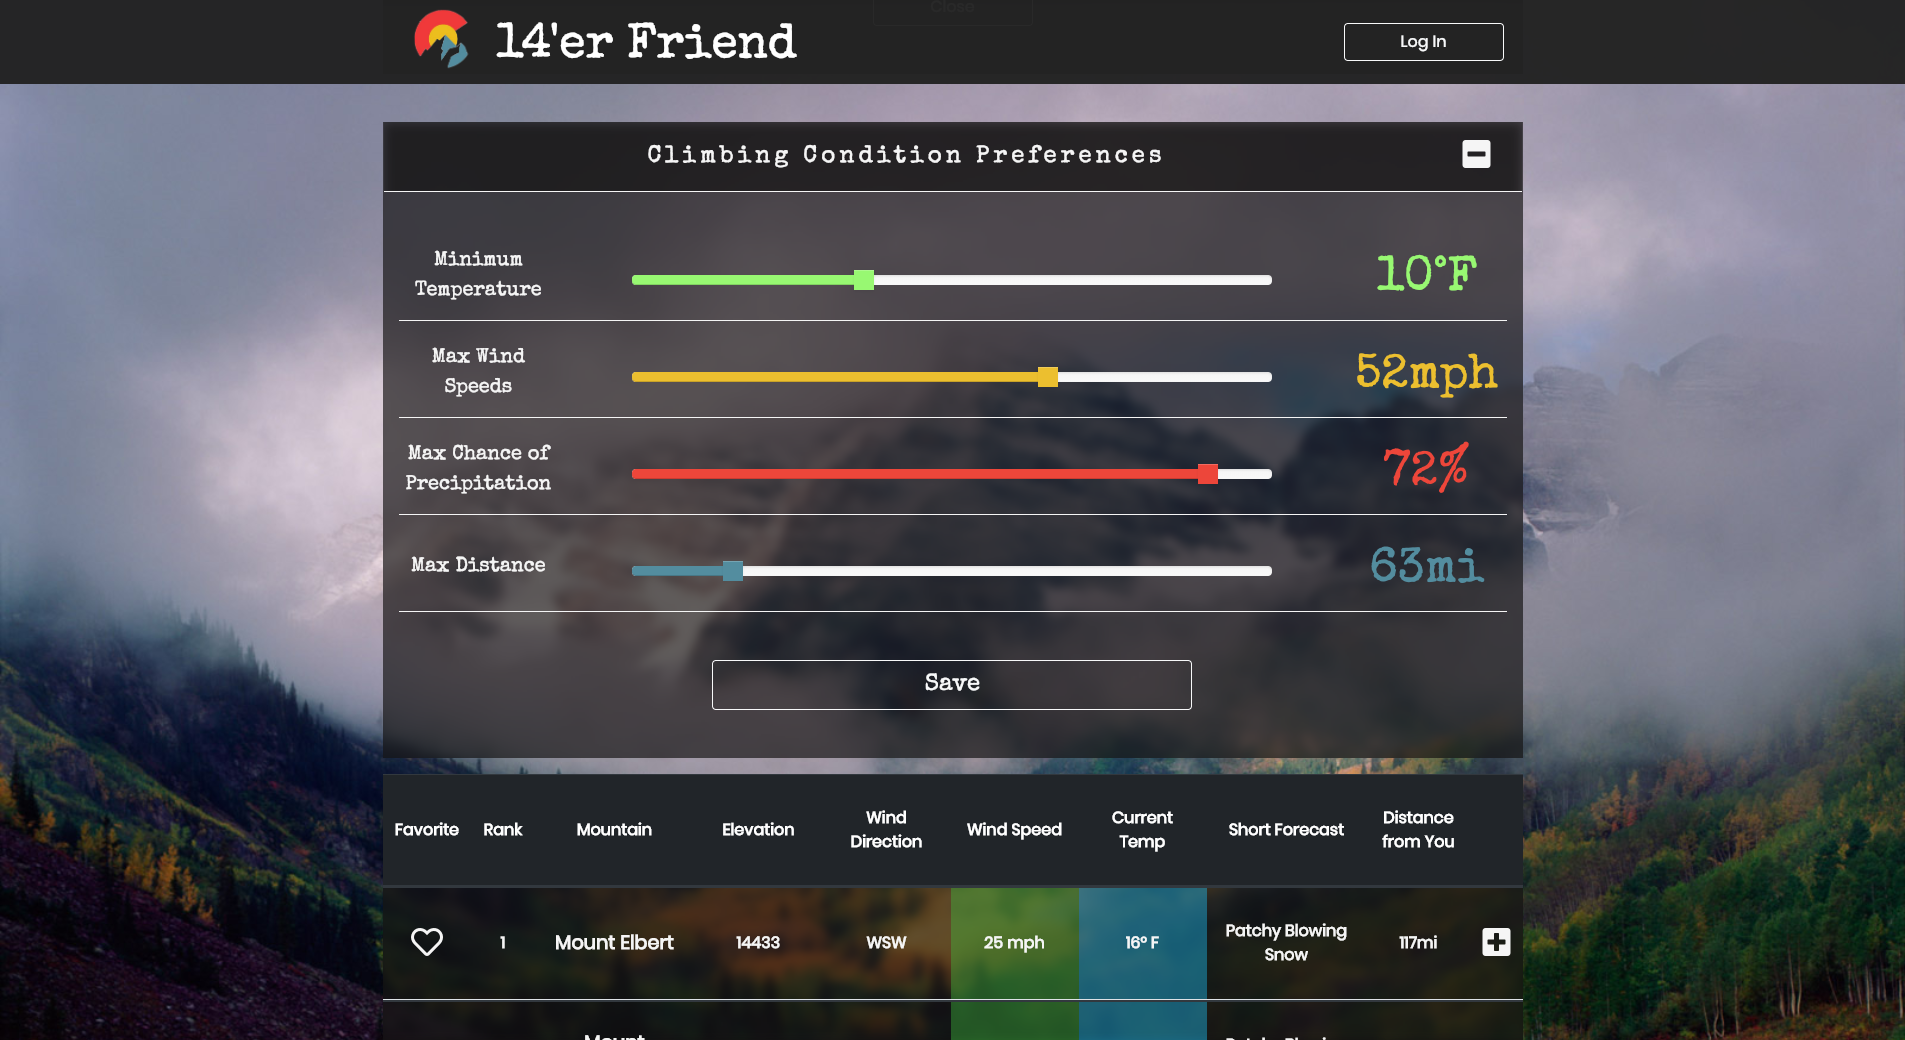 Close
14'er Friend
Log In
Climbing Condition Preferences
Minimum
Temperature
10°F
Max Wind
Speeds
52mph
Max Chance of
Precipitation
72%
Max Distance
63mi
Save
Favorite
Rank
Mountain
Elevation
Wind
Direction
Wind Speed
Current
Temp
Short Forecast
Distance
from You
1
Mount Elbert
14433
WSW
25 mph
16° F
Patchy Blowing
Snow
117mi
Mount